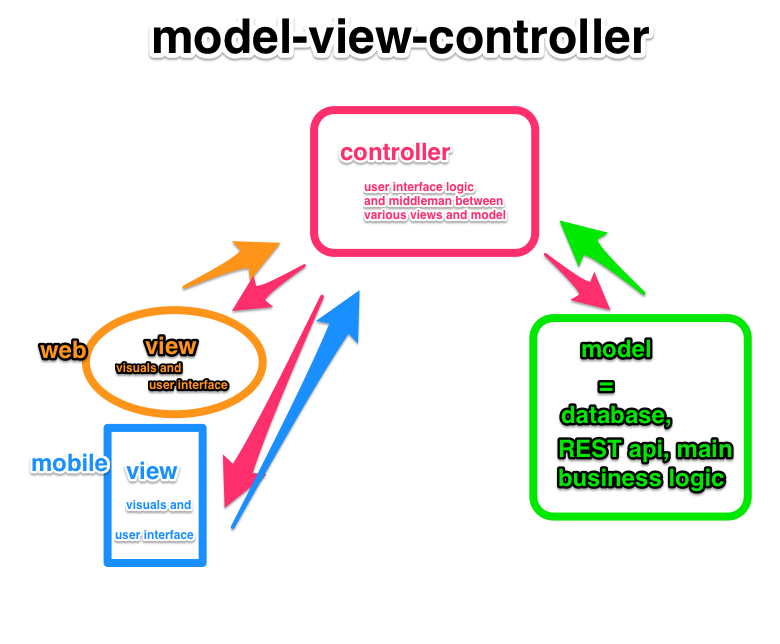 model-view-controller
controller
user interface logic
and middleman between
various views and model
web
view
visuals and
user interface
mobile
view
visuals and
user interface
model
=
database,
REST api, main
business logic